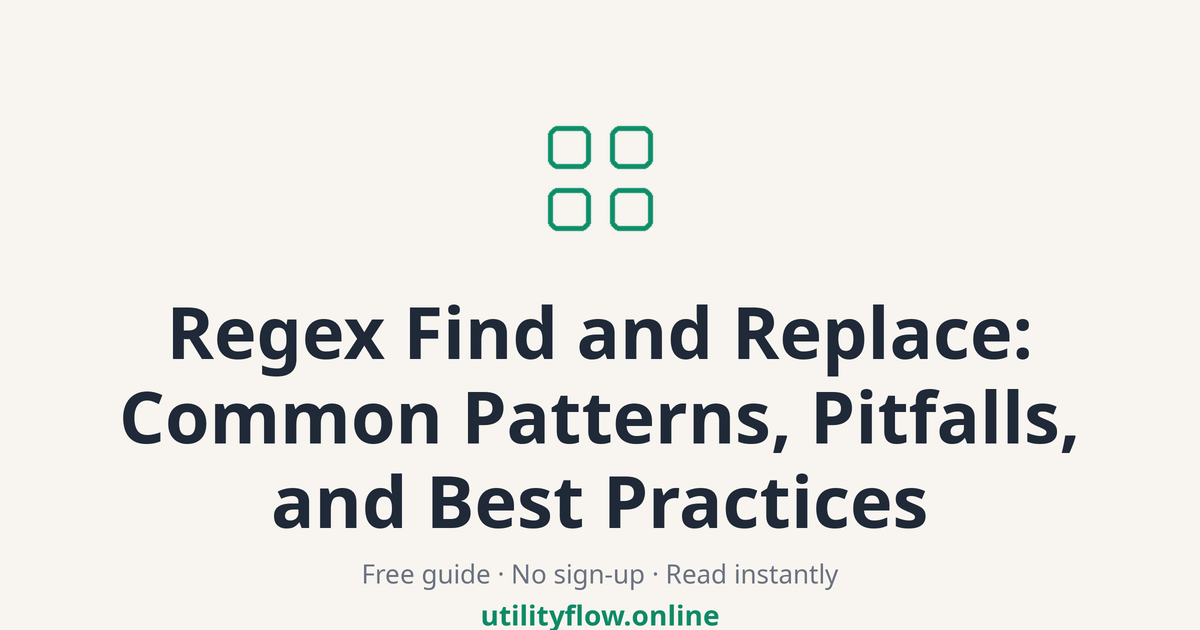 Regex Find and Replace:
Common Patterns, Pitfalls,
and Best Practices
Free guide · No sign-up · Read instantly
utilityflow.online